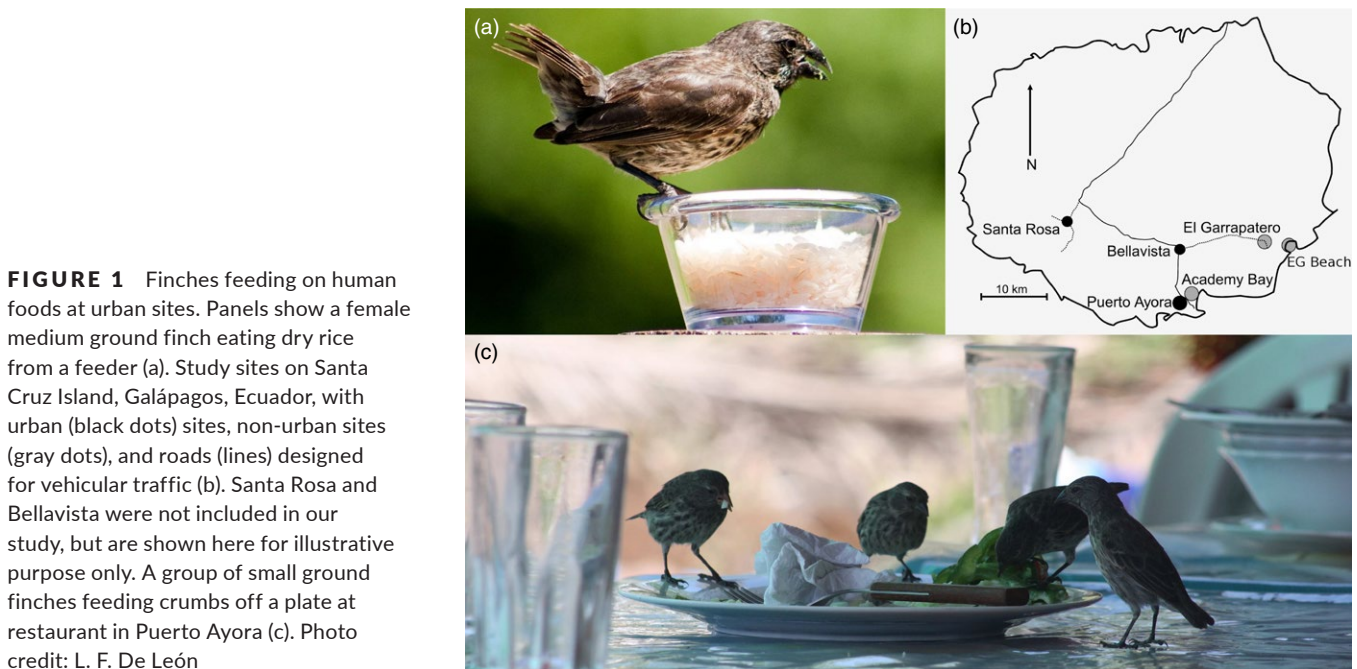 FIGURE 1 Finches feeding on human
foods at urban sites. Panels show a female
medium ground finch eating dry rice
from a feeder (a). Study sites on Santa
Cruz Island, Galápagos, Ecuador, with
urban (black dots) sites, non-urban sites
(gray dots), and roads (lines) designed
for vehicular traffic (b). Santa Rosa and
Bellavista were not included in our
study, but are shown here for illustrative
purpose only. A group of small ground
finches feeding crumbs off a plate at
restaurant in Puerto Ayora (c). Photo
credit: L. F. De León
(a)
(b)
N
Santa Rosa
El Garrapatero
Bellavista
EG Beach
Academy Bay
10 km
Puerto Ayora
(c)